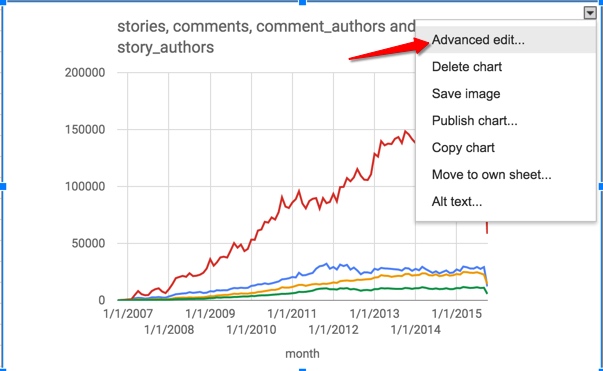 stories, comments, comment_authors and
story_authors
Advanced edit...
Delete chart
Save image
Publish chart...
Copy chart
Move to own sheet...
Alt text...
200000
150000
100000
50000
0
1/1/2007 1/1/2009 1/1/2011 1/1/2013 1/1/2015
1/1/2008 1/1/2010 1/1/2012 1/1/2014
month